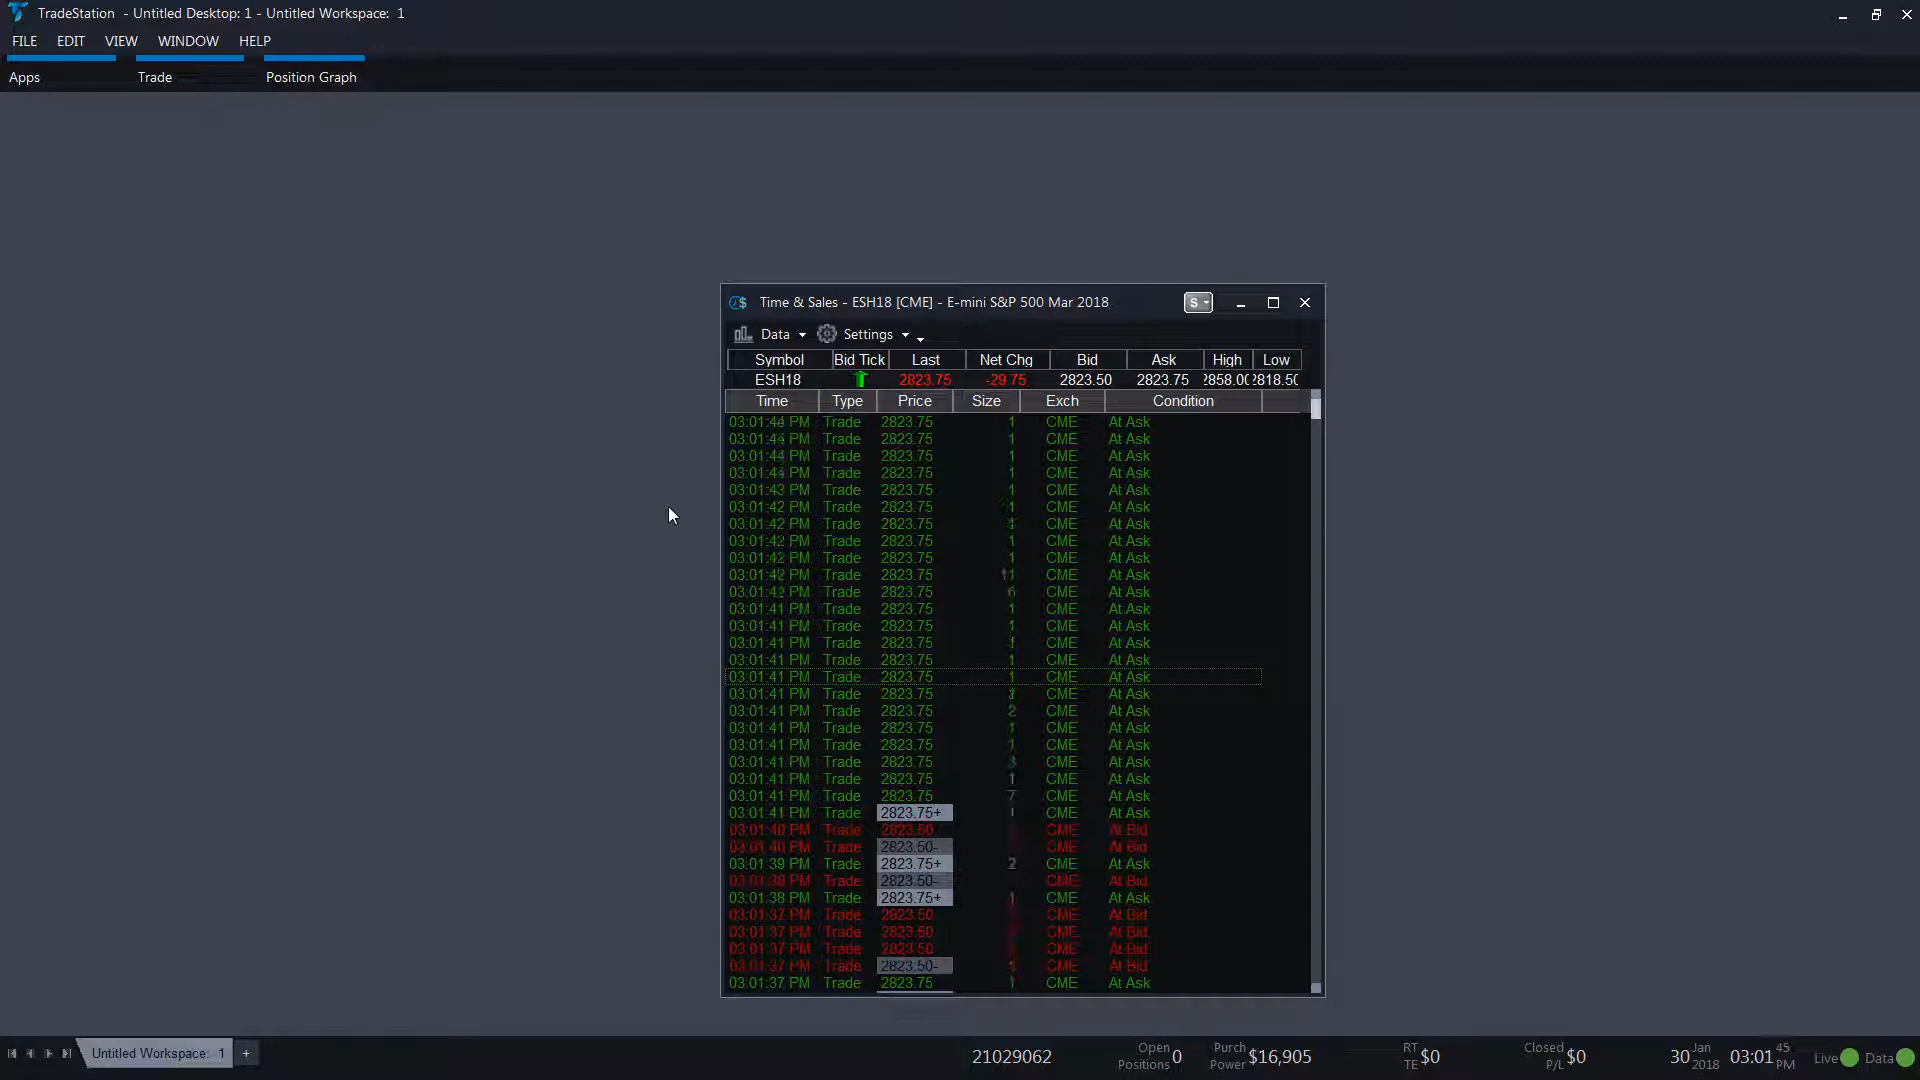 TradeStation - Untitled Desktop: 1 - Untitled Workspace: 1
FILE EDIT VIEW WINDOW HELP
Apps Trade Position Graph
Time & Sales - ESH18 [CME] - E-mini S&P 500 Mar 2018 S
Data Settings
Symbol Bid Tick Last Net Chg Bid Ask High Low
ESH18 2823.75 -29.75 2823.50 2823.75 2858.00 2818.50
Time Type Price Size Exch Condition
03:01:44 PM Trade 2823.75 1 CME At Ask
03:01:44 PM Trade 2823.75 1 CME At Ask
03:01:44 PM Trade 2823.75 1 CME At Ask
03:01:44 PM Trade 2823.75 1 CME At Ask
03:01:43 PM Trade 2823.75 1 CME At Ask
03:01:42 PM Trade 2823.75 1 CME At Ask
03:01:42 PM Trade 2823.75 CME At Ask
03:01:42 PM Trade 2823.75 1 CME At Ask
03:01:42 PM Trade 2823.75 1 CME At Ask
03:01:42 PM Trade 2823.75 11 CME At Ask
03:01:42 PM Trade 2823.75 6 CME At Ask
03:01:41 PM Trade 2823.75 1 CME At Ask
03:01:41 PM Trade 2823.75 1 CME At Ask
03:01:41 PM Trade 2823.75 CME At Ask
03:01:41 PM Trade 2823.75 1 CME At Ask
03:01:41 PM Trade 2823.75 1 CME At Ask
03:01:41 PM Trade 2823.75 CME At Ask
03:01:41 PM Trade 2823.75 2 CME At Ask
03:01:41 PM Trade 2823.75 1 CME At Ask
03:01:41 PM Trade 2823.75 1 CME At Ask
03:01:41 PM Trade 2823.75 CME At Ask
03:01:41 PM Trade 2823.75 1 CME At Ask
03:01:41 PM Trade 2823.75 7 CME At Ask
03:01:41 PM Trade 2823.75+ 1 CME At Ask
03:01:40 PM Trade 2823.50 CME At Bid
03:01:40 PM Trade 2823.50- CME At Bid
03:01:39 PM Trade 2823.75+ 2 CME At Ask
PM Trade 2823.50- CME At Bid
03:01:38 PM Trade 2823.75+ 1 CME At Ask
03:01:37 PM Trade 2823.50 CME At Bid
03:01:37 PM Trade 2823.50 CME At Bid
03:01:37 PM Trade 2823.50 CME At Bid
03:01:37 PM Trade 2823.50- CME At Bid
03:01:37 PM Trade 2823.75 1 CME At Ask
Untitled Workspace: 1 + 21029062 Open Positions 0 Purch Power $16,905 RT TE $0 Closed P/L $0 30 Jan 2018 03:01 45 PM Live Data